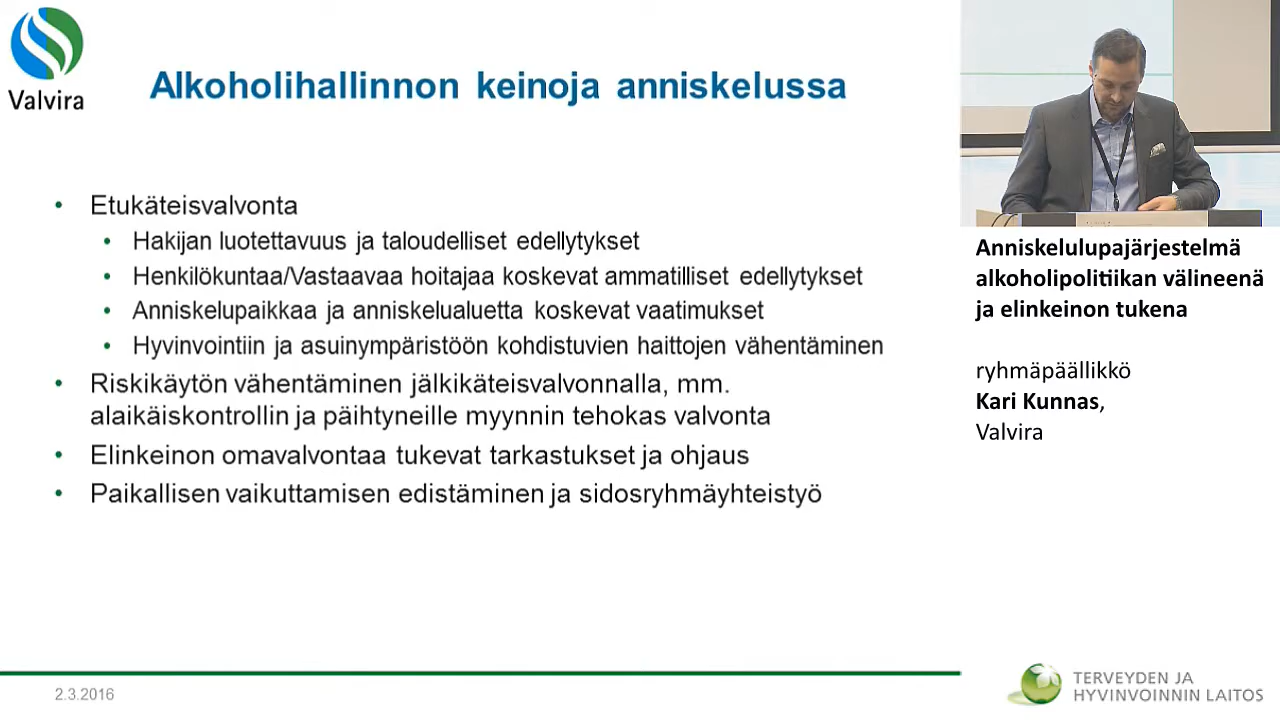 Valvira
Alkoholihallinnon keinoja anniskelussa
• Etukäteisvalvonta
• Hakijan luotettavuus ja taloudelliset edellytykset
• Henkilökuntaa/Vastaavaa hoitajaa koskevat ammatilliset edellytykset
• Anniskelupaikkaa ja anniskelualuetta koskevat vaatimukset
• Hyvinvointiin ja asuinympäristöön kohdistuvien haittojen vähentäminen
• Riskikäytön vähentäminen jälkikäteisvalvonnalla, mm.
alaikäiskontrollin ja päihtyneille myynnin tehokas valvonta
• Elinkeinon omavalvontaa tukevat tarkastukset ja ohjaus
• Paikallisen vaikuttamisen edistäminen ja sidosryhmäyhteistyö
2.3.2016
Anniskelulupajärjestelmä
alkoholipolitiikan välineenä
ja elinkeinon tukena
ryhmäpäällikkö
Kari Kunnas,
Valvira
TERVEYDEN JA
HYVINVOINNIN LAITOS